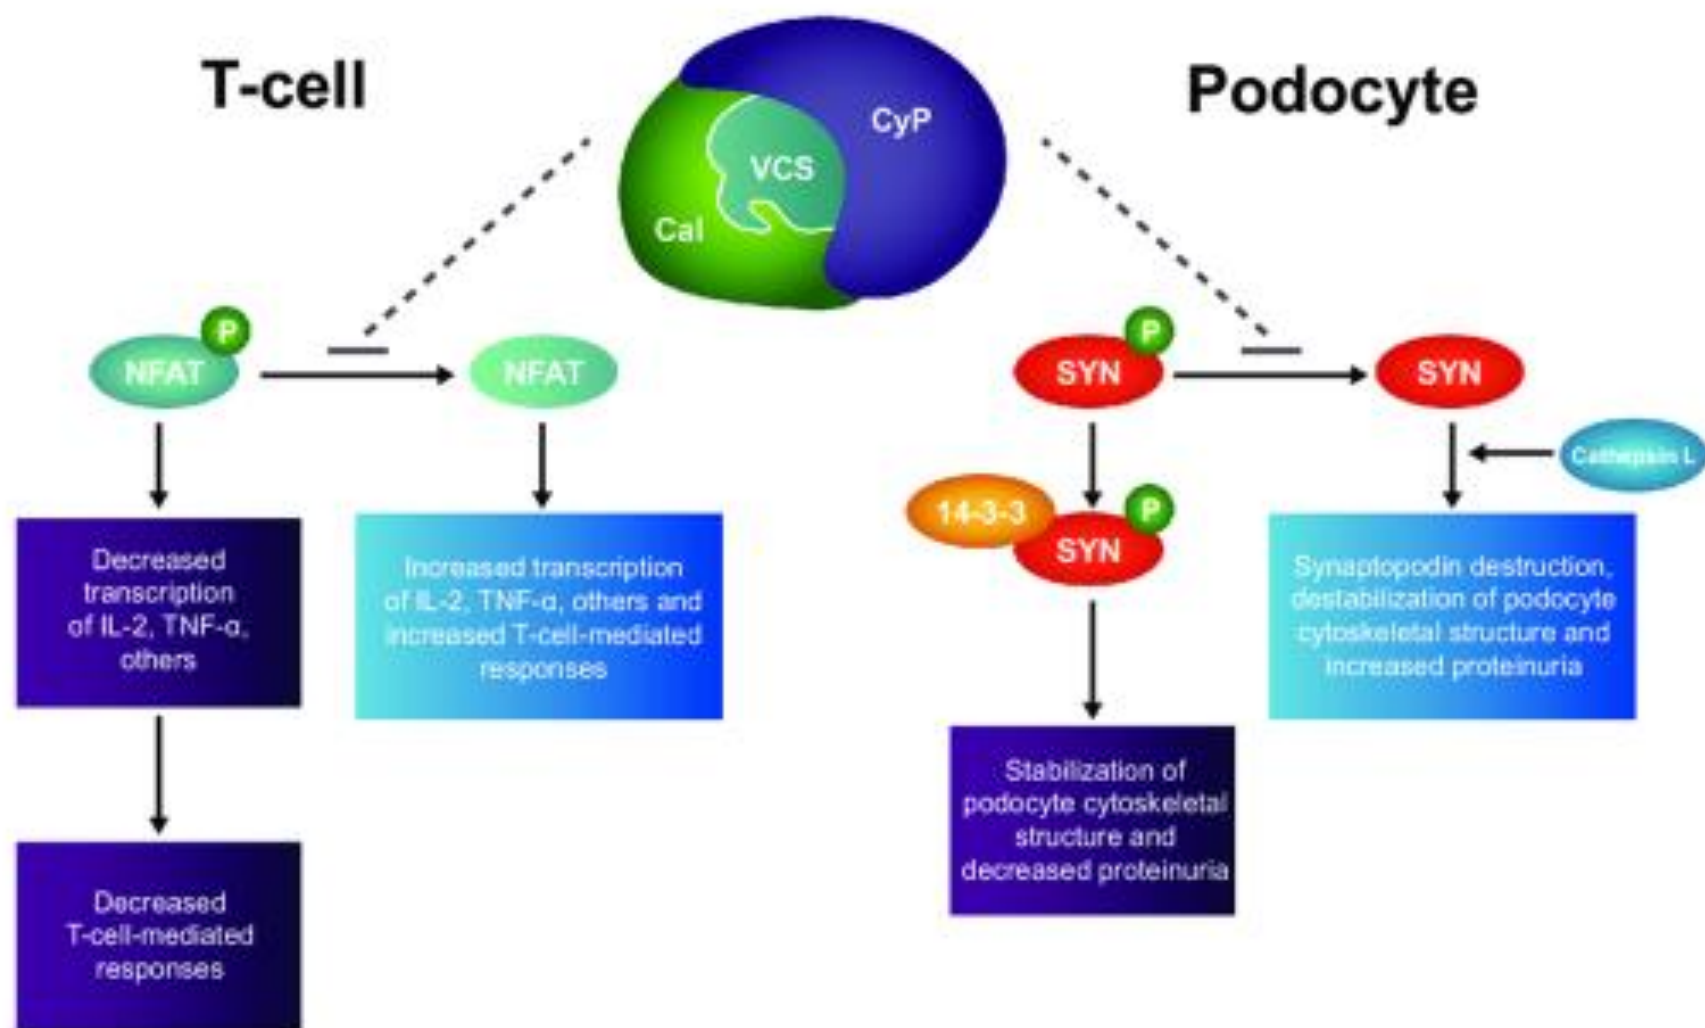 T-cell
Podocyte
CyP
VCS
Cal
P
NFAT
NFAT
P
SYN
SYN
Cathepsin L
14-3-3
P
SYN
Decreased
transcription
of IL-2, TNF-α,
others
Increased transcription
of IL-2, TNF-α, others and
increased T-cell-mediated
responses
Synaptopodin destruction,
destabilization of podocyte
cytoskeletal structure and
increased proteinuria
Stabilization of
podocyte cytoskeletal
structure and
decreased proteinuria
Decreased
T-cell-mediated
responses